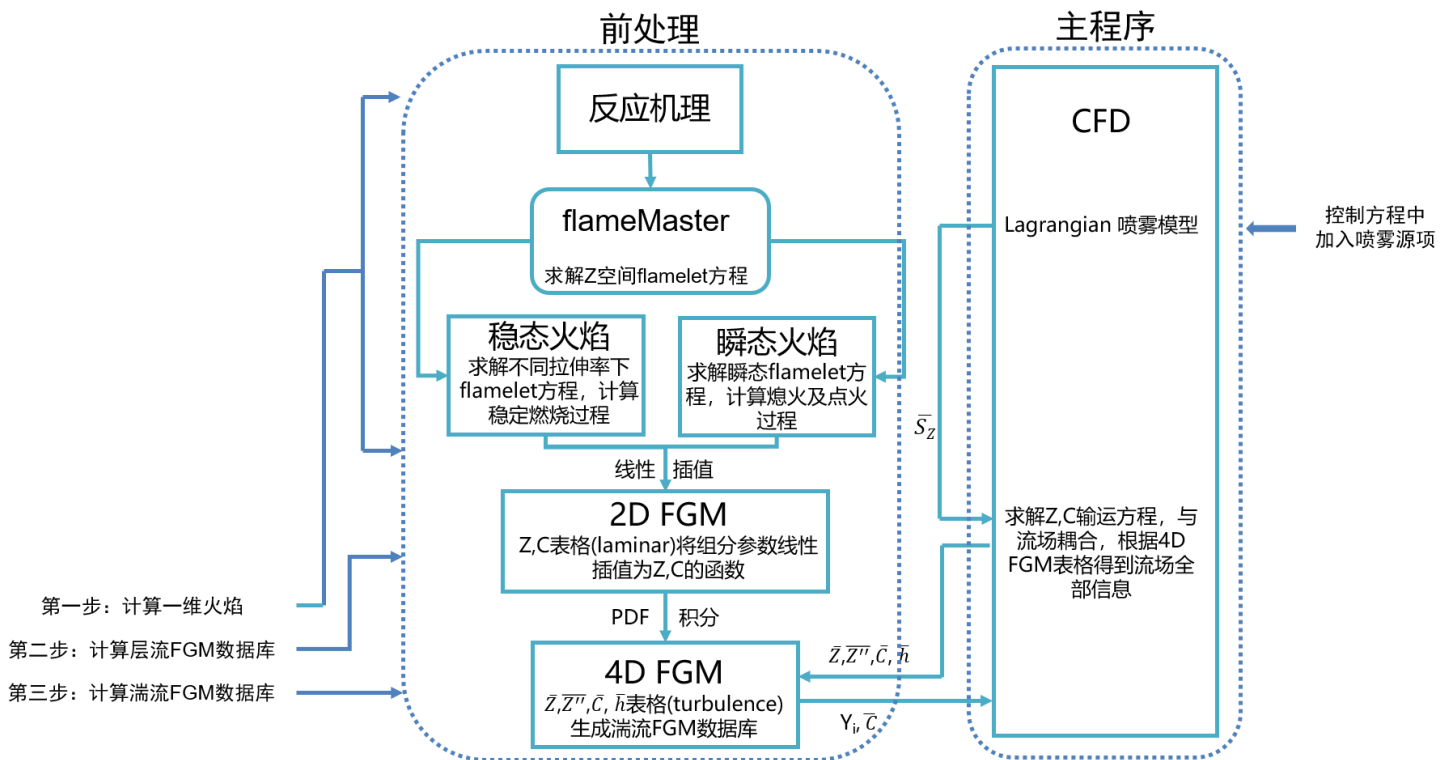 前处理
主程序
反应机理
flameMaster
求解Z空间flamelet方程
稳态火焰
求解不同拉伸率下
flamelet方程，计算
稳定燃烧过程
瞬态火焰
求解瞬态flamelet方
程，计算熄火及点火
过程
线性 插值
2D FGM
Z,C表格(laminar)将组分参数线性
插值为Z,C的函数
PDF 积分
4D FGM
Z̄,Z̄″,C̄, h̄表格(turbulence)
生成湍流FGM数据库
CFD
Lagrangian 喷雾模型
S̄_Z
求解Z,C输运方程，与
流场耦合，根据4D
FGM表格得到流场全
部信息
Z̄,Z̄″,C̄, h̄
Y_i, C̄
控制方程中
加入喷雾源项
第一步：计算一维火焰
第二步：计算层流FGM数据库
第三步：计算湍流FGM数据库